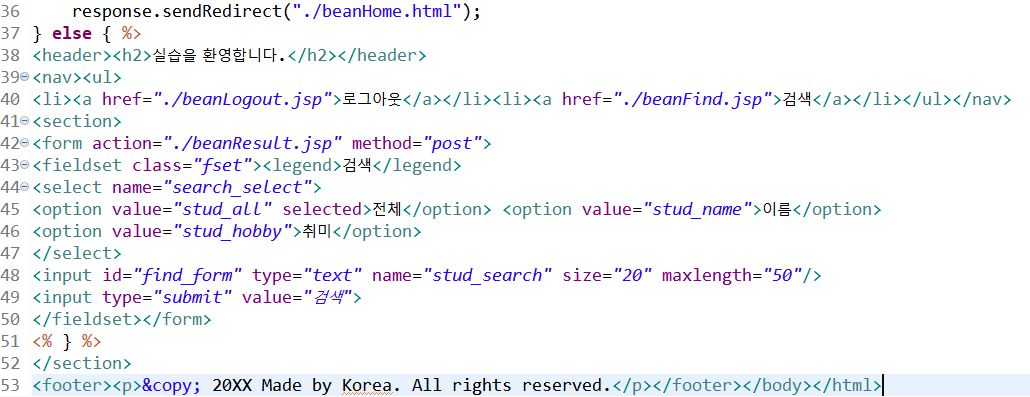 36     response.sendRedirect("./beanHome.html");
37 } else { %>
38 <header><h2>실습을 환영합니다.</h2></header>
39 <nav><ul>
40 <li><a href="./beanLogout.jsp">로그아웃</a></li><li><a href="./beanFind.jsp">검색</a></li></ul></nav>
41 <section>
42 <form action="./beanResult.jsp" method="post">
43 <fieldset class="fset"><legend>검색</legend>
44 <select name="search_select">
45 <option value="stud_all" selected>전체</option> <option value="stud_name">이름</option>
46 <option value="stud_hobby">취미</option>
47 </select>
48 <input id="find_form" type="text" name="stud_search" size="20" maxlength="50"/>
49 <input type="submit" value="검색">
50 </fieldset></form>
51 <% } %>
52 </section>
53 <footer><p>&copy; 20XX Made by Korea. All rights reserved.</p></footer></body></html>